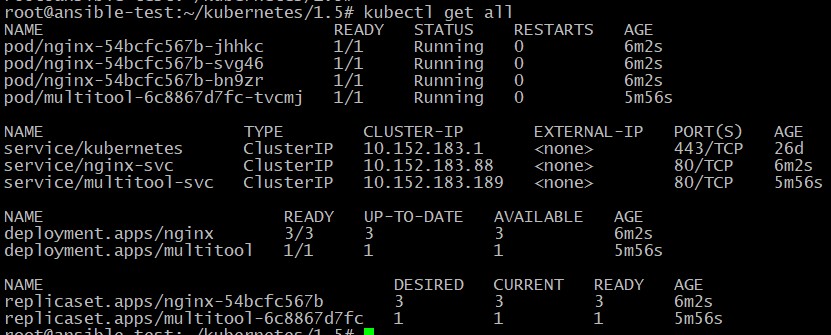 root@ansible-test:~/kubernetes/1.5# kubectl get all
NAME                             READY   STATUS    RESTARTS   AGE
pod/nginx-54bcfc567b-jhhkc       1/1     Running   0          6m2s
pod/nginx-54bcfc567b-svg46       1/1     Running   0          6m2s
pod/nginx-54bcfc567b-bn9zr       1/1     Running   0          6m2s
pod/multitool-6c8867d7fc-tvcmj   1/1     Running   0          5m56s
NAME                    TYPE        CLUSTER-IP       EXTERNAL-IP   PORT(S)   AGE
service/kubernetes      ClusterIP   10.152.183.1     <none>        443/TCP   26d
service/nginx-svc       ClusterIP   10.152.183.88    <none>        80/TCP    6m2s
service/multitool-svc   ClusterIP   10.152.183.189   <none>        80/TCP    5m56s
NAME                        READY   UP-TO-DATE   AVAILABLE   AGE
deployment.apps/nginx       3/3     3            3           6m2s
deployment.apps/multitool   1/1     1            1           5m56s
NAME                                   DESIRED   CURRENT   READY   AGE
replicaset.apps/nginx-54bcfc567b       3         3         3       6m2s
replicaset.apps/multitool-6c8867d7fc   1         1         1       5m56s
root@ansible-test:~/kubernetes/1.5#